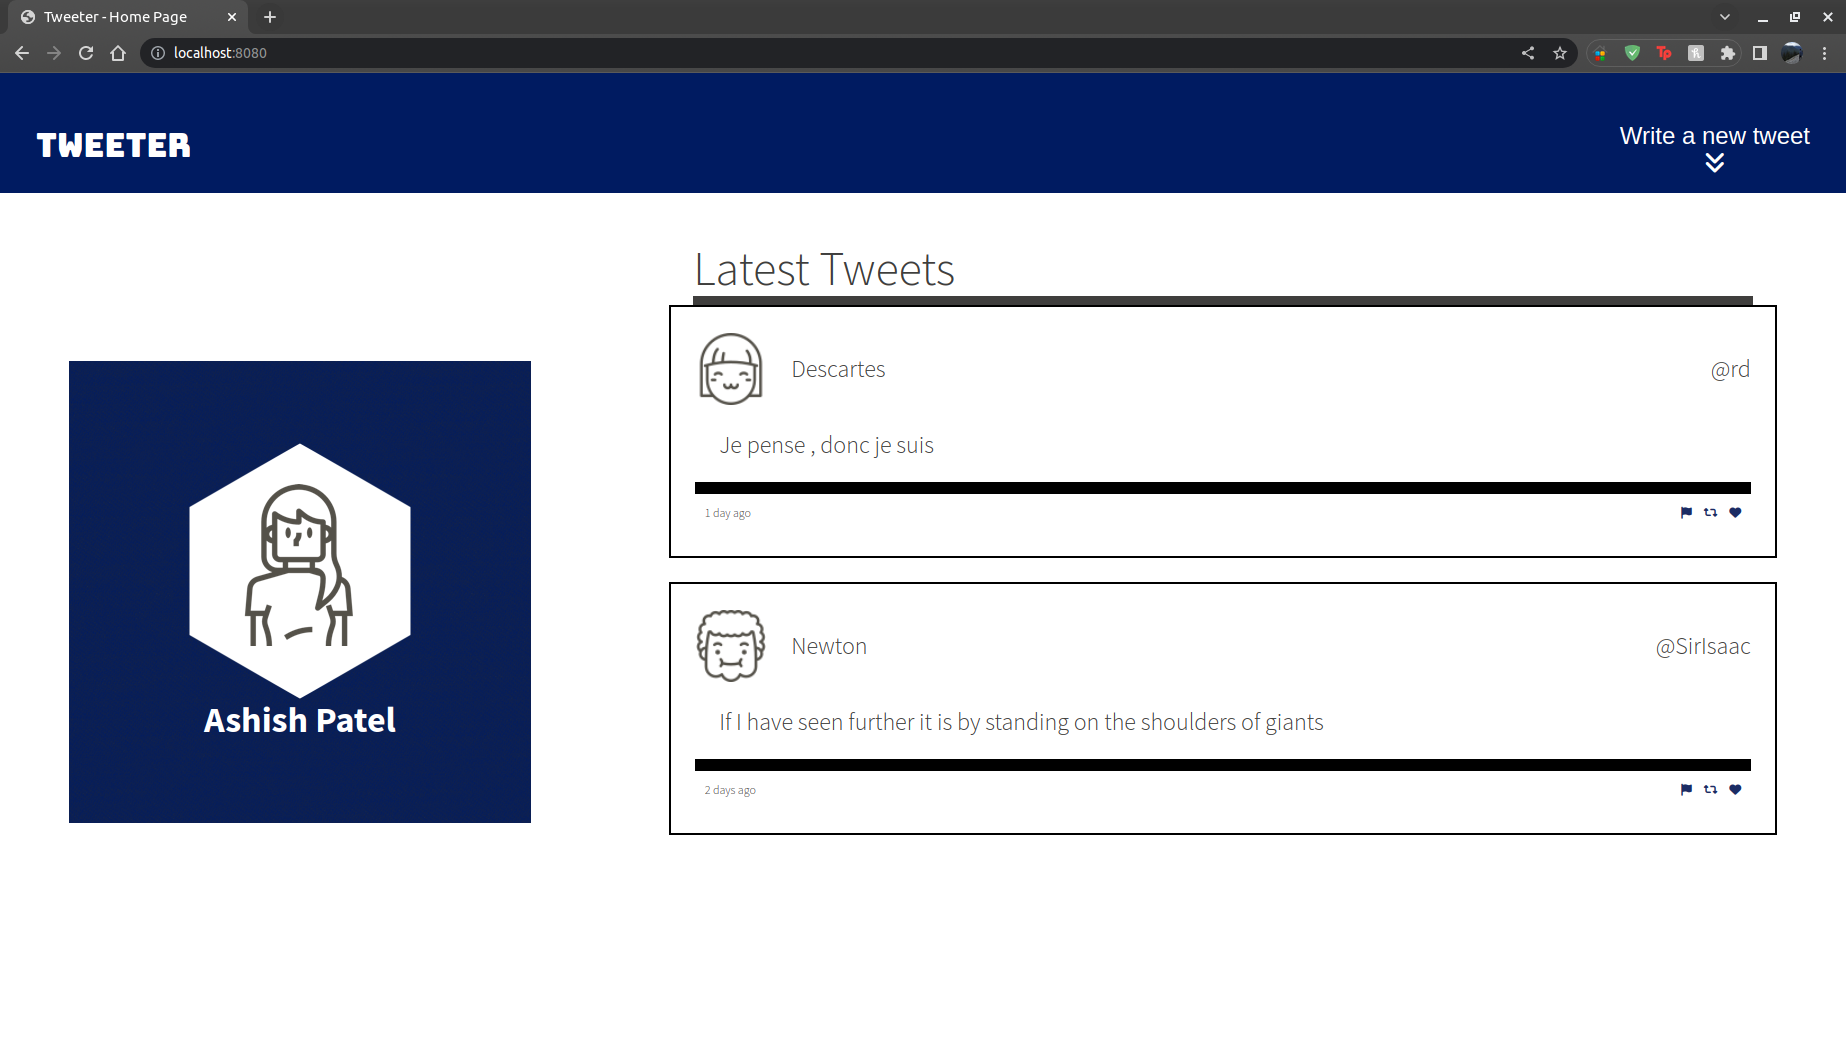 Tweeter - Home Page
localhost:8080
Tp
TWEETER
Write a new tweet
Latest Tweets
Descartes
@rd
Je pense , donc je suis
1 day ago
Newton
@SirIsaac
If I have seen further it is by standing on the shoulders of giants
2 days ago
Ashish Patel